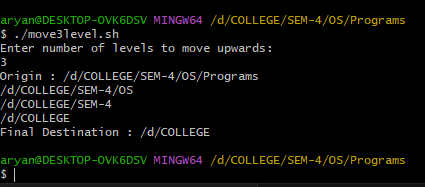 aryan@DESKTOP-OVK6DSV MINGW64 /d/COLLEGE/SEM-4/OS/Programs
$ ./move3level.sh
Enter number of levels to move upwards:
3
Origin : /d/COLLEGE/SEM-4/OS/Programs
/d/COLLEGE/SEM-4/OS
/d/COLLEGE/SEM-4
/d/COLLEGE
Final Destination : /d/COLLEGE
aryan@DESKTOP-OVK6DSV MINGW64 /d/COLLEGE/SEM-4/OS/Programs
$